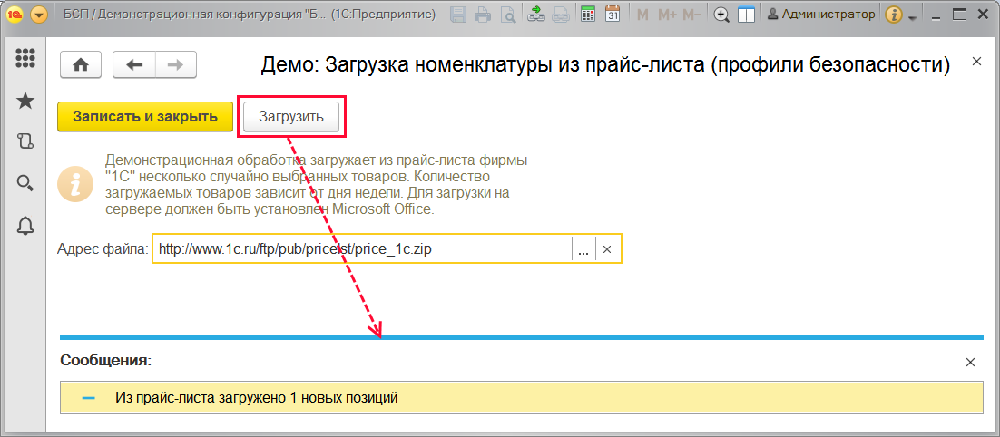 1С БСП / Демонстрационная конфигурация "Б... (1С:Предприятие) 31 M M+ M− Администратор i
Демо: Загрузка номенклатуры из прайс-листа (профили безопасности)
Записать и закрыть Загрузить
Демонстрационная обработка загружает из прайс-листа фирмы
"1С" несколько случайно выбранных товаров. Количество
загружаемых товаров зависит от дня недели. Для загрузки на
сервере должен быть установлен Microsoft Office.
Адрес файла: http://www.1c.ru/ftp/pub/pricelst/price_1c.zip ...
Сообщения:
Из прайс-листа загружено 1 новых позиций